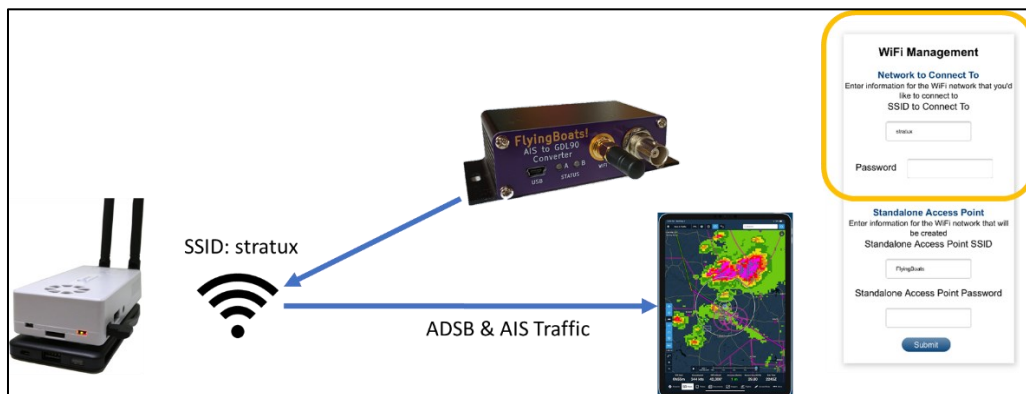 WiFi Management
Network to Connect To
Enter information for the WiFi network that you'd
like to connect to
SSID to Connect To
stratux
Password
FlyingBoats!
AIS to GDL90
Converter
USB
A
B
STATUS
WiFi
SSID: stratux
ADSB & AIS Traffic
Standalone Access Point
Enter information for the WiFi network that will
be created
Standalone Access Point SSID
FlyingBoats
Standalone Access Point Password
Submit